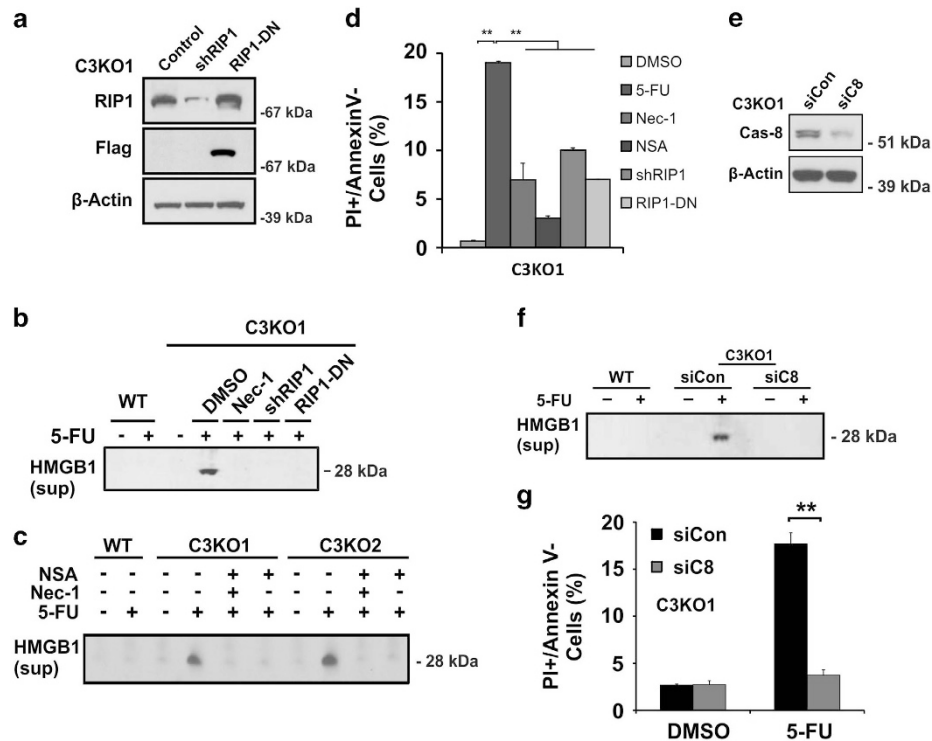 a
Control
shRIP1
RIP1-DN
C3KO1
RIP1
-67 kDa
Flag
-67 kDa
β-Actin
-39 kDa
d
PI+/AnnexinV-
Cells (%)
20
15
10
5
0
** **
C3KO1
DMSO
5-FU
Nec-1
NSA
shRIP1
RIP1-DN
e
siCon
siC8
C3KO1
Cas-8
- 51 kDa
β-Actin
- 39 kDa
b
C3KO1
WT
DMSO
Nec-1
shRIP1
RIP1-DN
5-FU - + - + + + +
HMGB1
(sup)
- 28 kDa
c
WT C3KO1 C3KO2
NSA - - - - + + - - + +
Nec-1 - - - - + - - - + -
5-FU - + - + + + - + + +
HMGB1
(sup)
- 28 kDa
f
C3KO1
WT siCon siC8
5-FU − + − + − +
HMGB1
(sup)
- 28 kDa
g
PI+/Annexin V-
Cells (%)
20
15
10
5
0
siCon
siC8
C3KO1
**
DMSO 5-FU